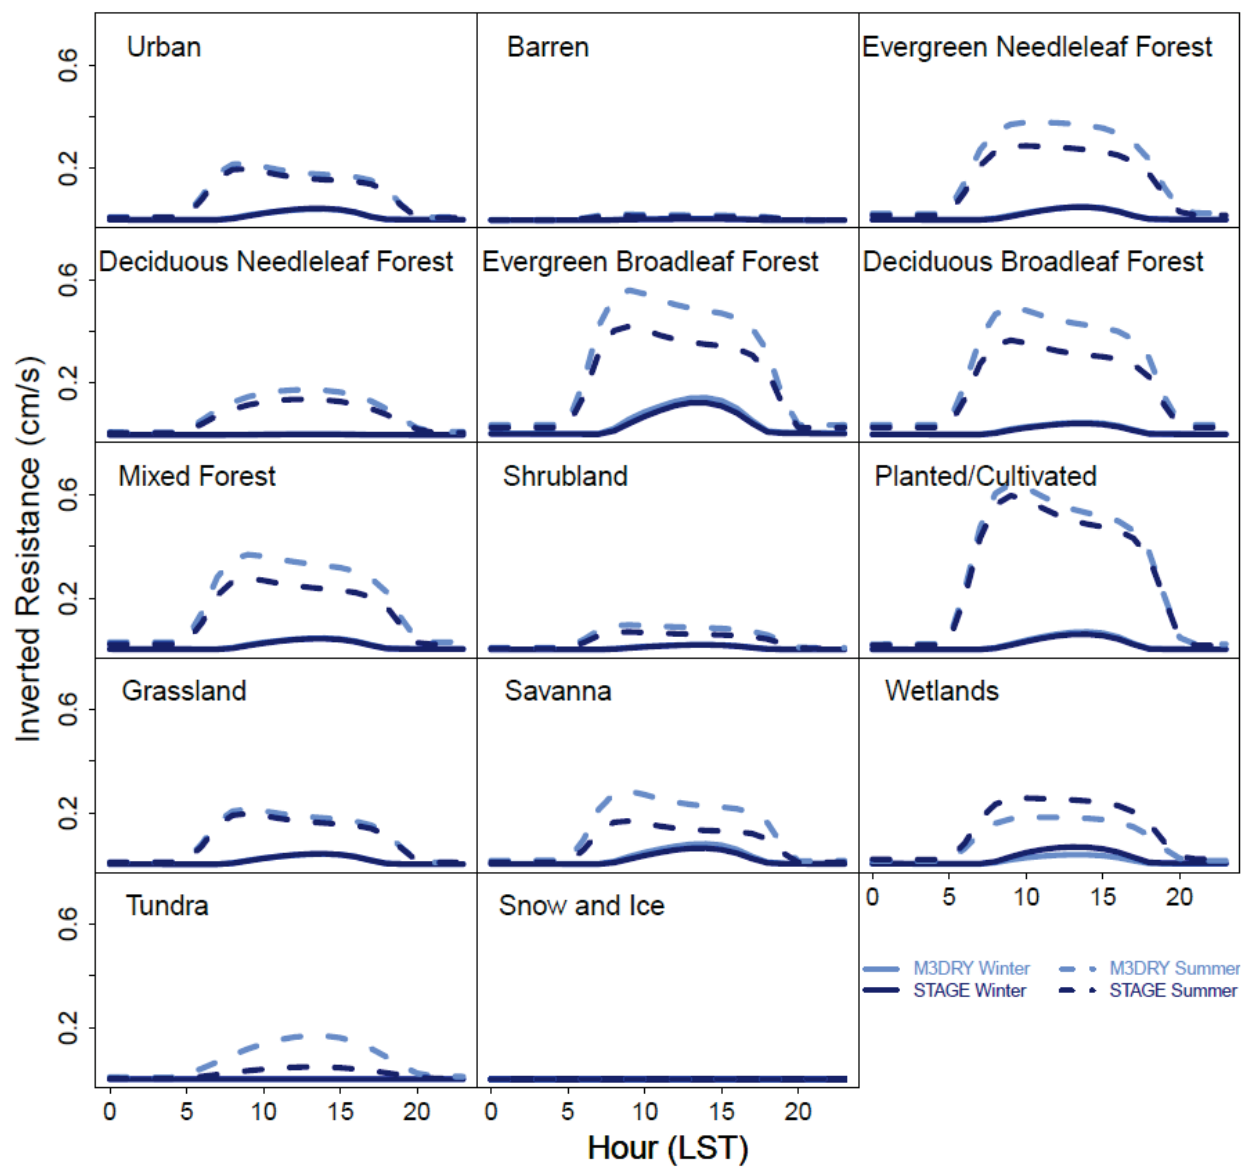 Urban
Barren
Evergreen Needleleaf Forest
0.6
0.2
Deciduous Needleleaf Forest
Evergreen Broadleaf Forest
Deciduous Broadleaf Forest
0.6
0.2
Mixed Forest
Shrubland
Planted/Cultivated
0.6
0.2
Grassland
Savanna
Wetlands
0.6
0.2
0 5 10 15 20
Tundra
Snow and Ice
0.6
0.2
M3DRY Winter
M3DRY Summer
STAGE Winter
STAGE Summer
0 5 10 15 20
0 5 10 15 20
Inverted Resistance (cm/s)
Hour (LST)